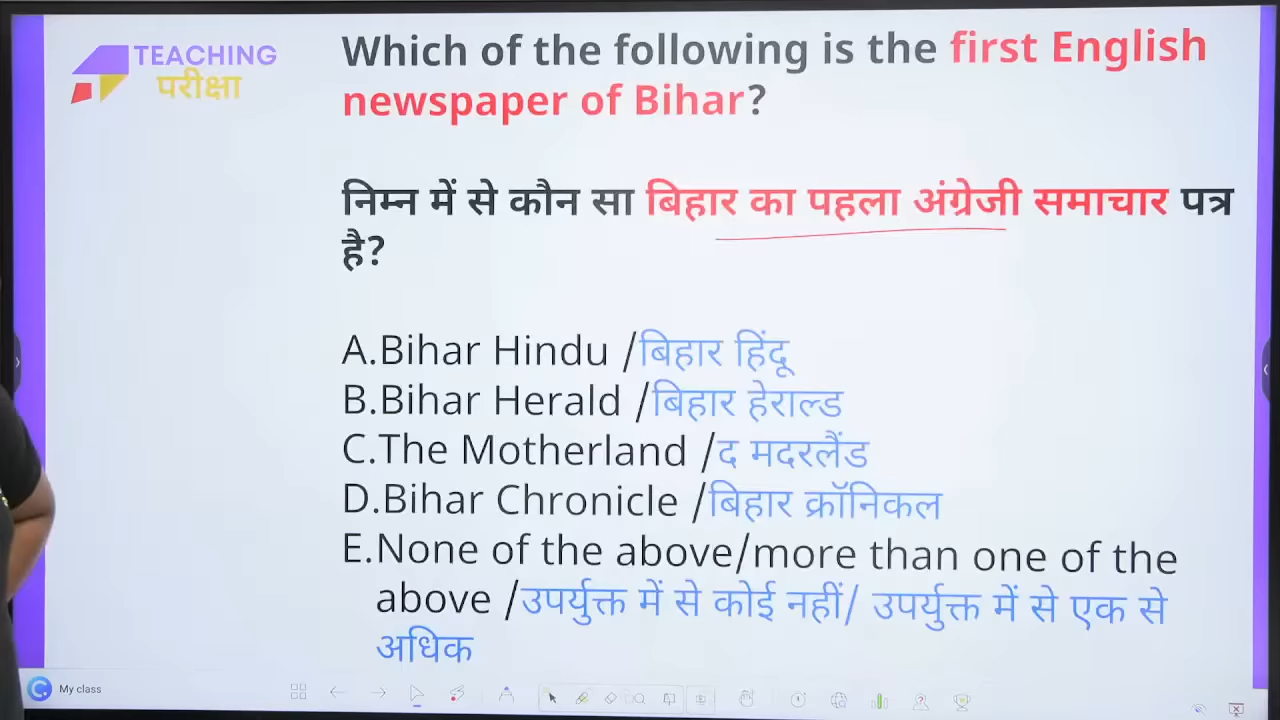 TEACHING
परीक्षा
Which of the following is the first English
newspaper of Bihar?
निम्न में से कौन सा बिहार का पहला अंग्रेजी समाचार पत्र
है?
A.Bihar Hindu /बिहार हिंदू
B.Bihar Herald /बिहार हेराल्ड
C.The Motherland /द मदरलैंड
D.Bihar Chronicle /बिहार क्रॉनिकल
E.None of the above/more than one of the
above /उपर्युक्त में से कोई नहीं/ उपर्युक्त में से एक से
अधिक
My class